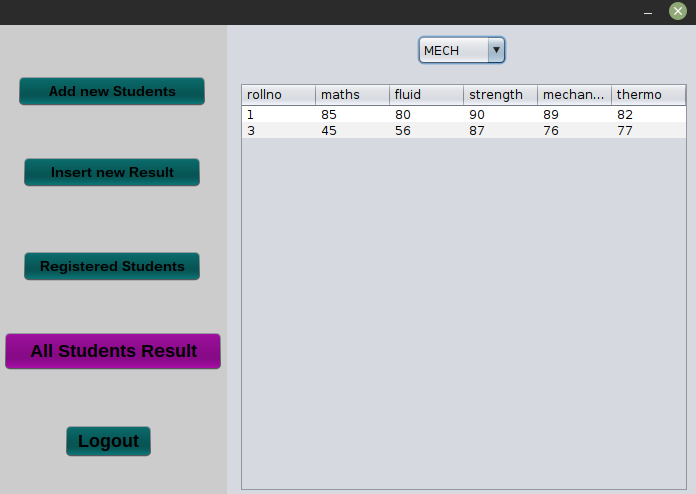 Add new Students
Insert new Result
Registered Students
All Students Result
Logout
MECH
rollno maths fluid strength mechan... thermo
1 85 80 90 89 82
3 45 56 87 76 77